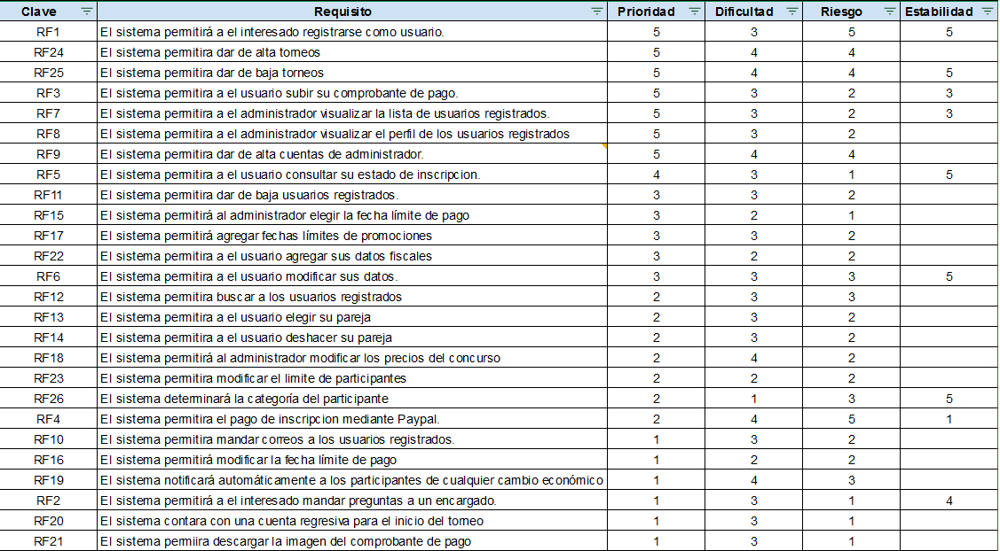 Clave Requisito Prioridad Dificultad Riesgo Estabilidad
RF1 El sistema permitirá a el interesado registrarse como usuario. 5 3 5 5
RF24 El sistema permitira dar de alta torneos 5 4 4
RF25 El sistema permitira dar de baja torneos 5 4 4 5
RF3 El sistema permitira a el usuario subir su comprobante de pago. 5 3 2 3
RF7 El sistema permitira a el administrador visualizar la lista de usuarios registrados. 5 3 2 3
RF8 El sistema permitira a el administrador visualizar el perfil de los usuarios registrados 5 3 2
RF9 El sistema permitira dar de alta cuentas de administrador. 5 4 4
RF5 El sistema permitira a el usuario consultar su estado de inscripcion. 4 3 1 5
RF11 El sistema permitira dar de baja usuarios registrados. 3 3 2
RF15 El sistema permitirá al administrador elegir la fecha límite de pago 3 2 1
RF17 El sistema permitirá agregar fechas límites de promociones 3 3 2
RF22 El sistema permitira a el usuario agregar sus datos fiscales 3 2 2
RF6 El sistema permitira a el usuario modificar sus datos. 3 3 3 5
RF12 El sistema permitira buscar a los usuarios registrados 2 3 3
RF13 El sistema permitira a el usuario elegir su pareja 2 3 2
RF14 El sistema permitira a el usuario deshacer su pareja 2 3 2
RF18 El sistema permitirá al administrador modificar los precios del concurso 2 4 2
RF23 El sistema permitira modificar el limite de participantes 2 2 2
RF26 El sistema determinará la categoría del participante 2 1 3 5
RF4 El sistema permitira el pago de inscripcion mediante Paypal. 2 4 5 1
RF10 El sistema permitira mandar correos a los usuarios registrados. 1 3 2
RF16 El sistema permitirá modificar la fecha límite de pago 1 2 2
RF19 El sistema notificará automáticamente a los participantes de cualquier cambio económico 1 4 3
RF2 El sistema permitirá a el interesado mandar preguntas a un encargado. 1 3 1 4
RF20 El sistema contara con una cuenta regresiva para el inicio del torneo 1 3 1
RF21 El sistema permiira descargar la imagen del comprobante de pago 1 3 1